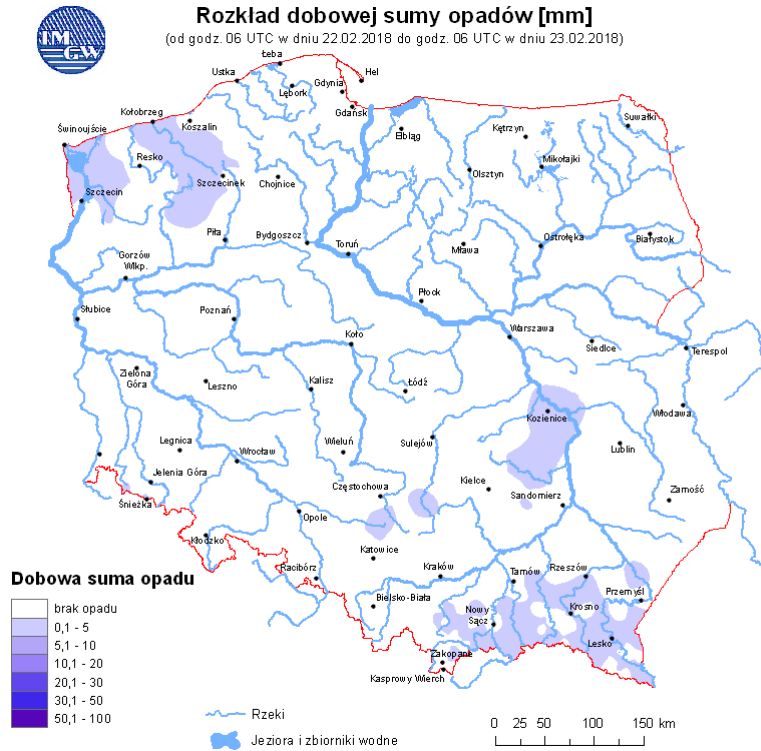 IM
G.W
Rozkład dobowej sumy opadów [mm]
(od godz. 06 UTC w dniu 22.02.2018 do godz. 06 UTC w dniu 23.02.2018)
Łeba
Ustka
Hel
Gdynia
Lębork
Gdańsk
Kołobrzeg
Koszalin
Suwałki
Świnoujście
Elbląg
Kętrzyn
Resko
Mikołajki
Szczecinek
Chojnice
Olsztyn
Szczecin
Piła
Bydgoszcz
Toruń
Mława
Ostrołęka
Białystok
Gorzów
Wlkp.
Płock
Słubice
Poznań
Koło
Warszawa
Siedlce
Terespol
Zielona
Góra
Leszno
Kalisz
Łódź
Kozienice
Włodawa
Legnica
Wrocław
Wieluń
Sulejów
Lublin
Jelenia Góra
Częstochowa
Kielce
Sandomierz
Zamość
Śnieżka
Opole
Kłodzko
Katowice
Racibórz
Kraków
Tarnów
Rzeszów
Bielsko-Biała
Nowy
Sącz
Krosno
Przemyśl
Lesko
Zakopane
Kasprowy Wierch
Dobowa suma opadu
brak opadu
0,1 - 5
5,1 - 10
10,1 - 20
20,1 - 30
30,1 - 50
50,1 - 100
Rzeki
Jeziora i zbiorniki wodne
0 25 50 100 150 km